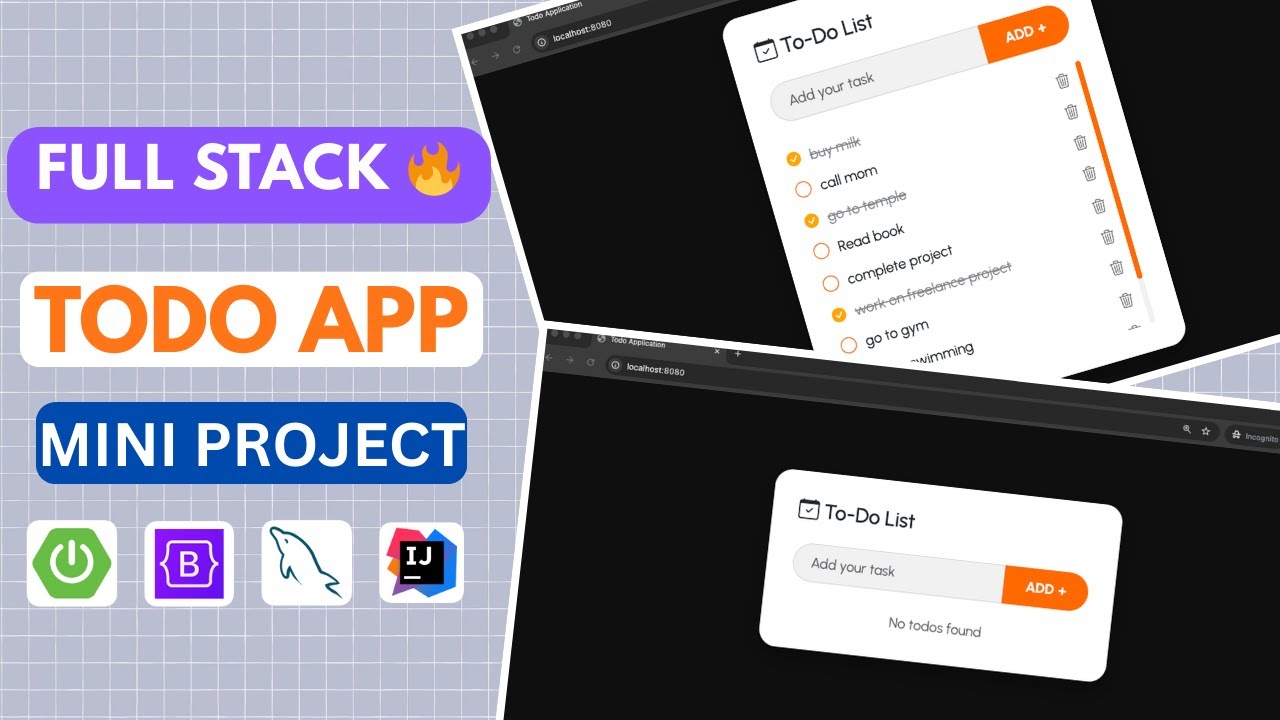 FULL STACK 🔥
TODO APP
MINI PROJECT
B
IJ
Todo Application
localhost:8080
To-Do List
Add your task
ADD +
buy milk
call mom
go to temple
Read book
complete project
work on freelance project
go to gym
swimming
Todo Application
localhost:8080
Incognito
To-Do List
Add your task
ADD +
No todos found